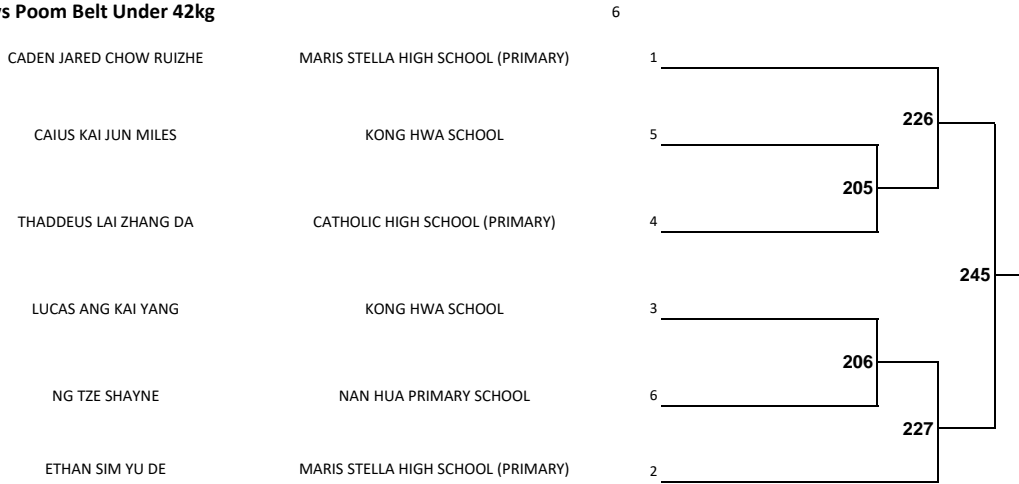 Poom Belt Under 42kg 6
CADEN JARED CHOW RUIZHE MARIS STELLA HIGH SCHOOL (PRIMARY) 1
226
CAIUS KAI JUN MILES KONG HWA SCHOOL 5
205
THADDEUS LAI ZHANG DA CATHOLIC HIGH SCHOOL (PRIMARY) 4
245
LUCAS ANG KAI YANG KONG HWA SCHOOL 3
206
NG TZE SHAYNE NAN HUA PRIMARY SCHOOL 6
227
ETHAN SIM YU DE MARIS STELLA HIGH SCHOOL (PRIMARY) 2